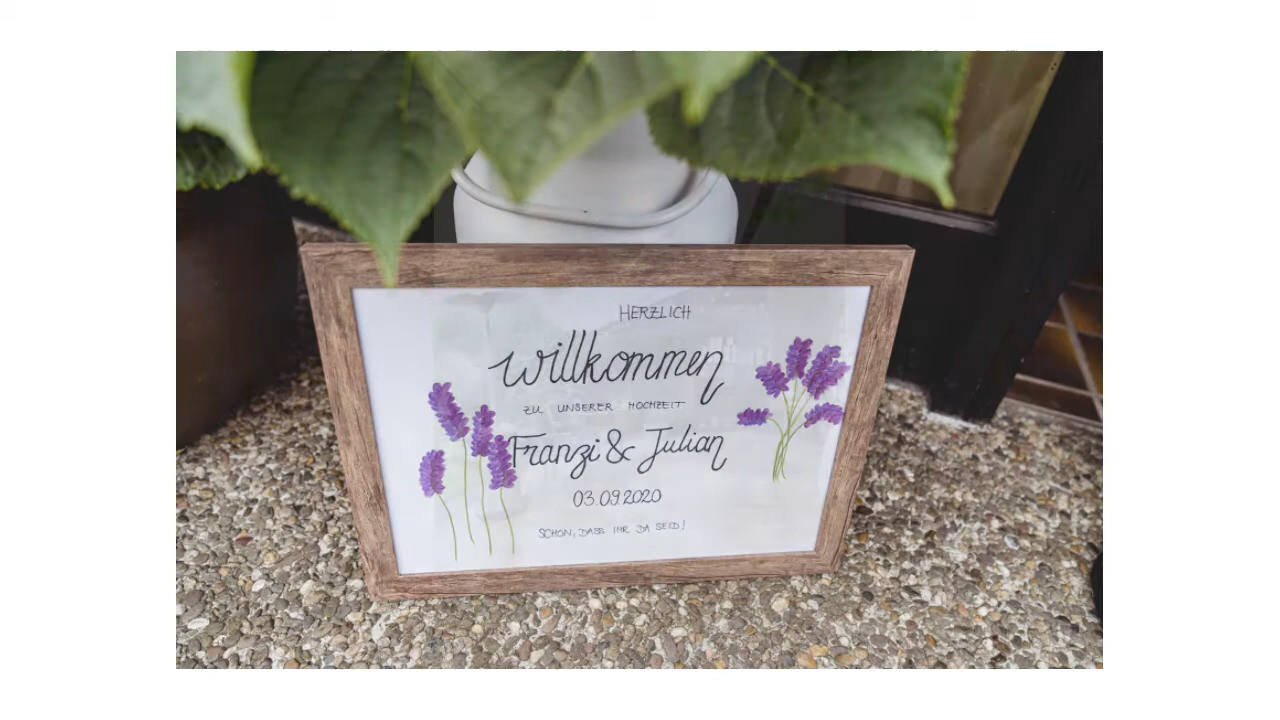 HERZLICH
willkommen
ZU UNSERER HOCHZEIT
Franzi & Julian
03.09.2020
SCHÖN, DASS IHR DA SEID!